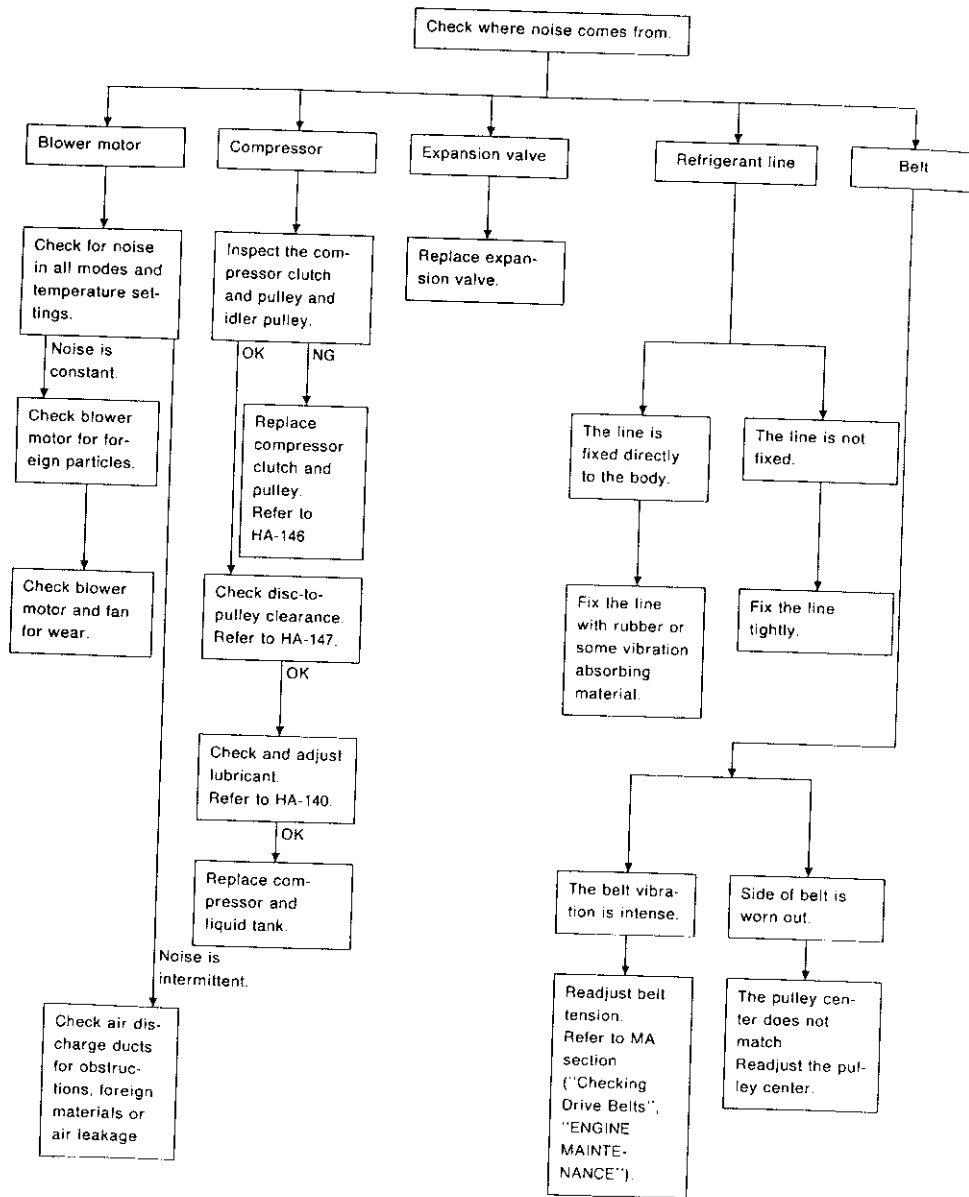 Check where noise comes from.
Blower motor
Compressor
Expansion valve
Refrigerant line
Belt
Check for noise
in all modes and
temperature set-
tings.
Inspect the com-
pressor clutch
and pulley and
idler pulley.
Replace expan-
sion valve.
Noise is
constant.
OK
NG
Check blower
motor for for-
eign particles.
Replace
compressor
clutch and
pulley.
Refer to
HA-146
The line is
fixed directly
to the body.
The line is not
fixed.
Check blower
motor and fan
for wear.
Check disc-to-
pulley clearance.
Refer to HA-147.
Fix the line
with rubber or
some vibration
absorbing
material.
Fix the line
tightly.
OK
Check and adjust
lubricant.
Refer to HA-140.
OK
Replace com-
pressor and
liquid tank.
The belt vibra-
tion is intense.
Side of belt is
worn out.
Noise is
intermittent.
Check air dis-
charge ducts
for obstruc-
tions, foreign
materials or
air leakage
Readjust belt
tension.
Refer to MA
section
("Checking
Drive Belts",
"ENGINE
MAINTE-
NANCE").
The pulley cen-
ter does not
match
Readjust the pul-
ley center.